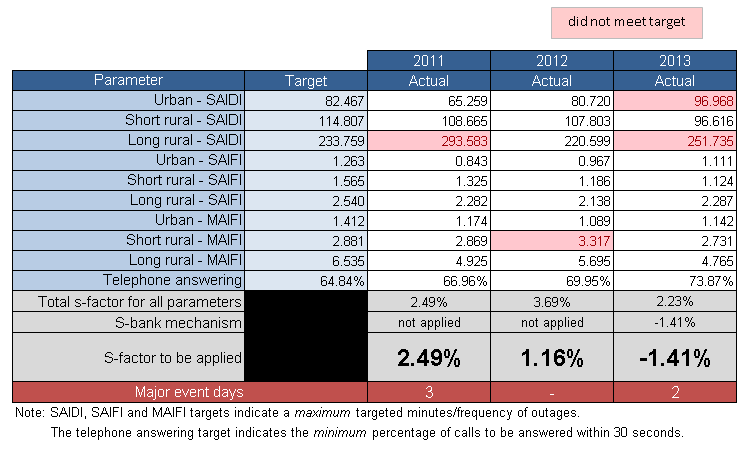 did not meet target
2011 2012 2013
Parameter Target Actual Actual Actual
Urban - SAIDI 82.467 65.259 80.720 96.968
Short rural - SAIDI 114.807 108.665 107.803 96.616
Long rural - SAIDI 233.759 293.583 220.599 251.735
Urban - SAIFI 1.263 0.843 0.967 1.111
Short rural - SAIFI 1.565 1.325 1.186 1.124
Long rural - SAIFI 2.540 2.282 2.138 2.287
Urban - MAIFI 1.412 1.174 1.089 1.142
Short rural - MAIFI 2.881 2.869 3.317 2.731
Long rural - MAIFI 6.535 4.925 5.695 4.765
Telephone answering 64.84% 66.96% 69.95% 73.87%
Total s-factor for all parameters 2.49% 3.69% 2.23%
S-bank mechanism not applied not applied -1.41%
S-factor to be applied 2.49% 1.16% -1.41%
Major event days 3 - 2
Note: SAIDI, SAIFI and MAIFI targets indicate a maximum targeted minutes/frequency of outages.
The telephone answering target indicates the minimum percentage of calls to be answered within 30 seconds.